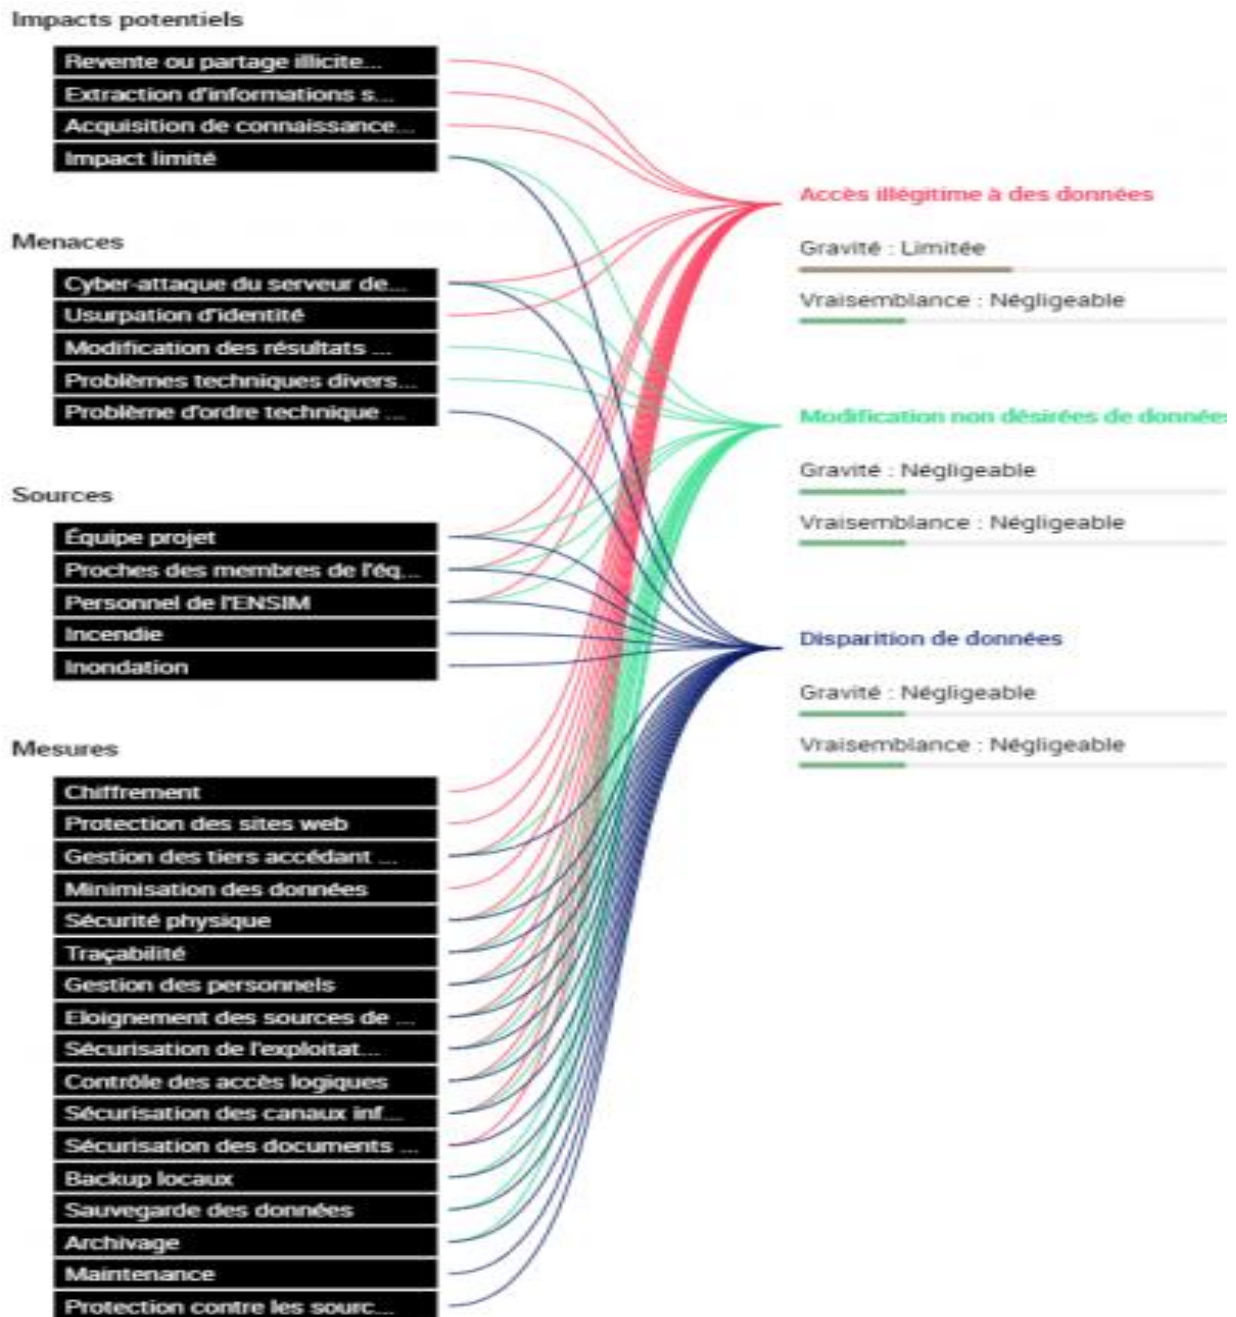 Impacts potentiels
Revente ou partage illicite...
Extraction d'informations s...
Acquisition de connaissance...
Impact limité
Menaces
Cyber-attaque du serveur de...
Usurpation d'identité
Modification des résultats ...
Problèmes techniques divers...
Problème d'ordre technique ...
Sources
Équipe projet
Proches des membres de l'éq...
Personnel de l'ENSIM
Incendie
Inondation
Mesures
Chiffrement
Protection des sites web
Gestion des tiers accédant ...
Minimisation des données
Sécurité physique
Traçabilité
Gestion des personnels
Eloignement des sources de ...
Sécurisation de l'exploitat...
Contrôle des accès logiques
Sécurisation des canaux inf...
Sécurisation des documents ...
Backup locaux
Sauvegarde des données
Archivage
Maintenance
Protection contre les sourc...
Accès illégitime à des données
Gravité : Limitée
Vraisemblance : Négligeable
Modification non désirées de données
Gravité : Négligeable
Vraisemblance : Négligeable
Disparition de données
Gravité : Négligeable
Vraisemblance : Négligeable